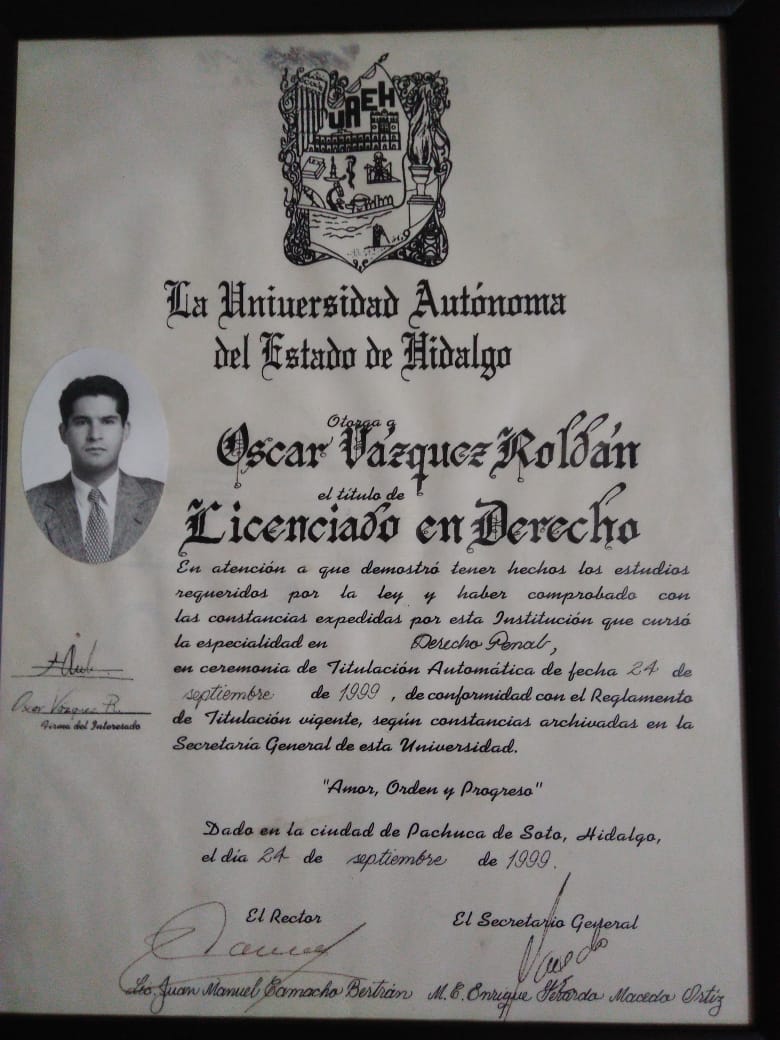 UAEH
LEX
La Universidad Autónoma
del Estado de Hidalgo
Otorga a
Oscar Vázquez Roldán
el título de
Licenciado en Derecho
En atención a que demostró tener hechos los estudios
requeridos por la ley y haber comprobado con
las constancias expedidas por esta Institución que cursó
la especialidad en Derecho Penal,
en ceremonia de Titulación Automática de fecha 24 de
septiembre de 1999, de conformidad con el Reglamento
de Titulación vigente, según constancias archivadas en la
Secretaría General de esta Universidad.
Oscar Vázquez R.
Firma del Interesado
"Amor, Orden y Progreso"
Dado en la ciudad de Pachuca de Soto, Hidalgo,
el día 24 de septiembre de 1999.
El Rector El Secretario General
Lic. Juan Manuel Camacho Bertrán M.E. Enrique Gerardo Macedo Ortiz